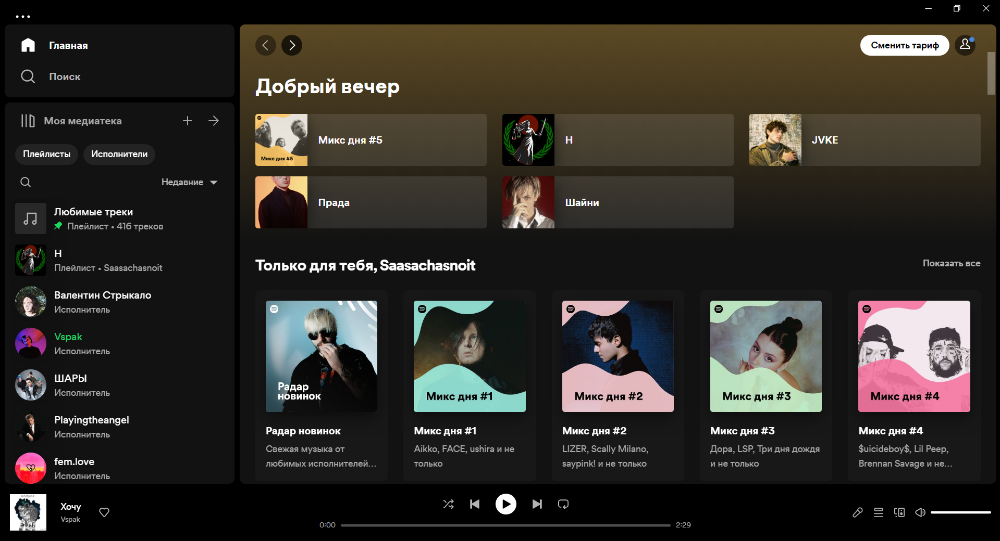 Главная
Поиск
Моя медиатека
Плейлисты
Исполнители
Недавние
Любимые треки
Плейлист • 416 треков
Н
Плейлист • Saasachasnoit
Валентин Стрыкало
Исполнитель
Vspak
Исполнитель
ШАРЫ
Исполнитель
Playingtheangel
Исполнитель
fem.love
Исполнитель
Сменить тариф
Добрый вечер
Микс дня #5
Микс дня #5
Н
JVKE
Прада
Шайни
Только для тебя, Saasachasnoit
Показать все
Радар
новинок
Радар новинок
Свежая музыка от
любимых исполнителей…
Микс дня #1
Микс дня #1
Aikko, FACE, ushira и не
только
Микс дня #2
Микс дня #2
LIZER, Scally Milano,
saypink! и не только
Микс дня #3
Микс дня #3
Дора, LSP, Три дня дождя
и не только
Микс дня #4
Микс дня #4
$uicideboy$, Lil Peep,
Brennan Savage и не…
Хочу
Vspak
0:00
2:29